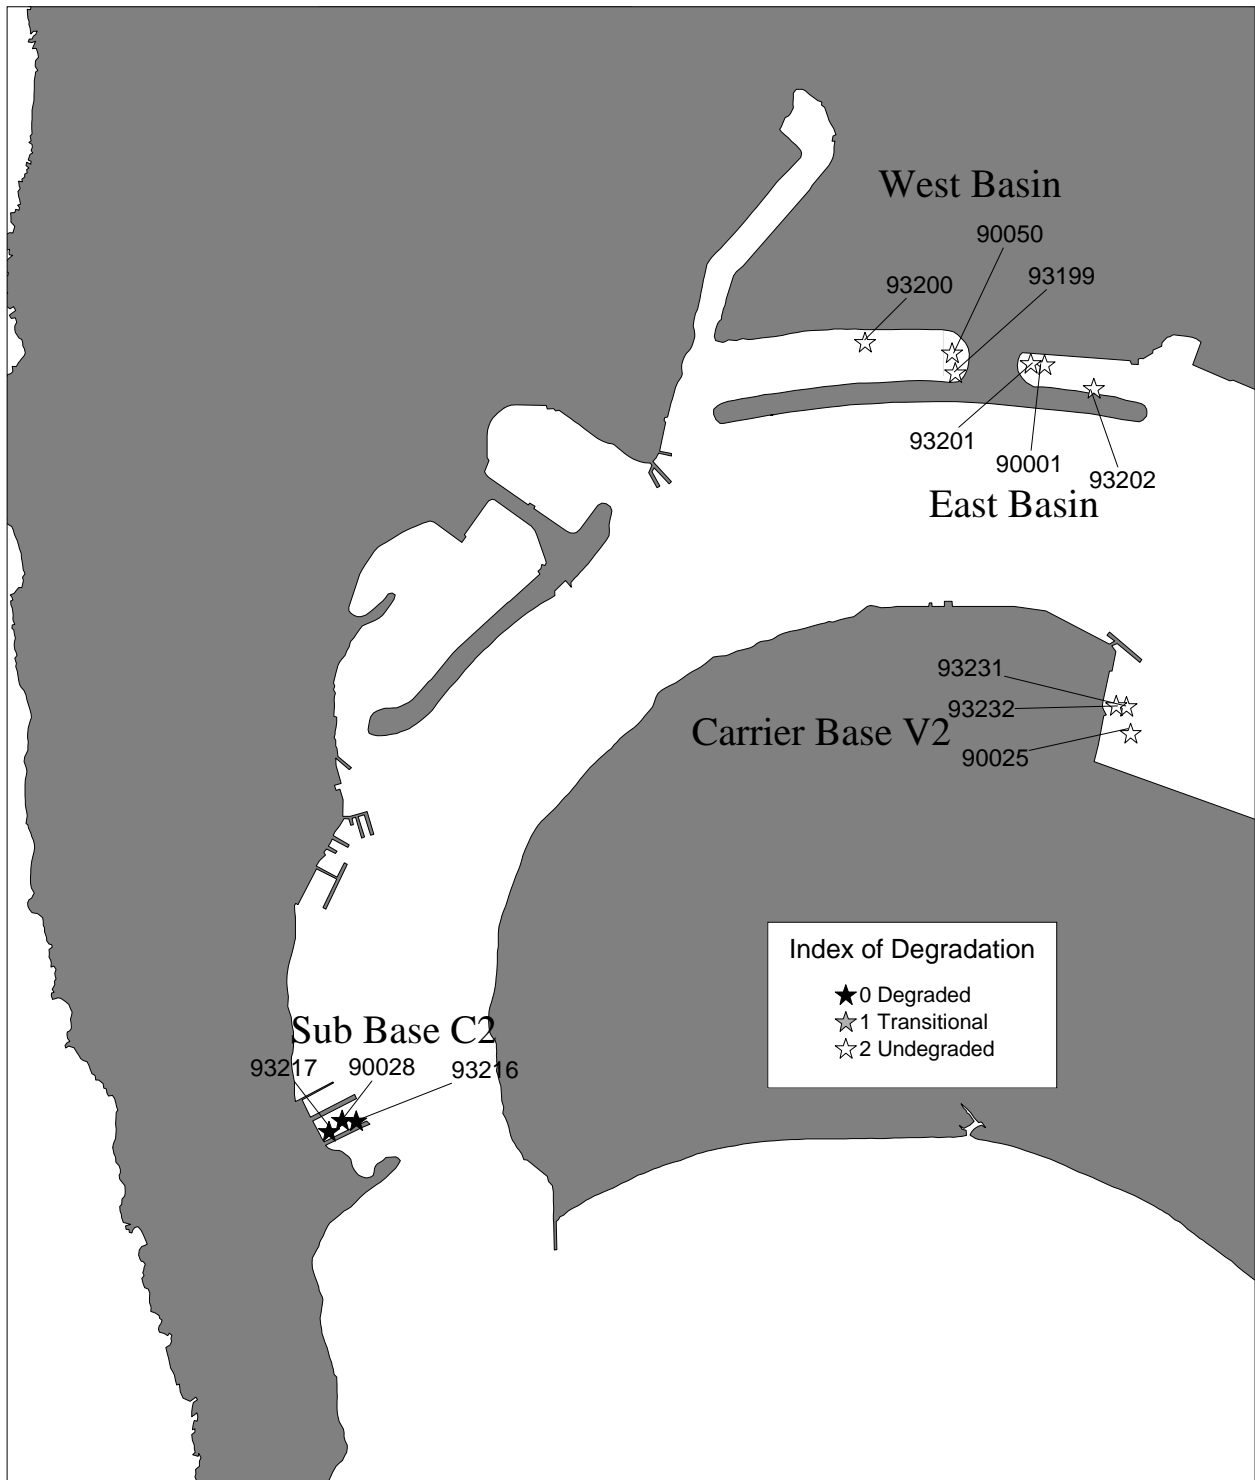 West Basin
90050
93199
93200
93201
90001
93202
East Basin
93231
93232
Carrier Base V2
90025
Index of Degradation
0 Degraded
1 Transitional
2 Undegraded
Sub Base C2
93217
90028
93216